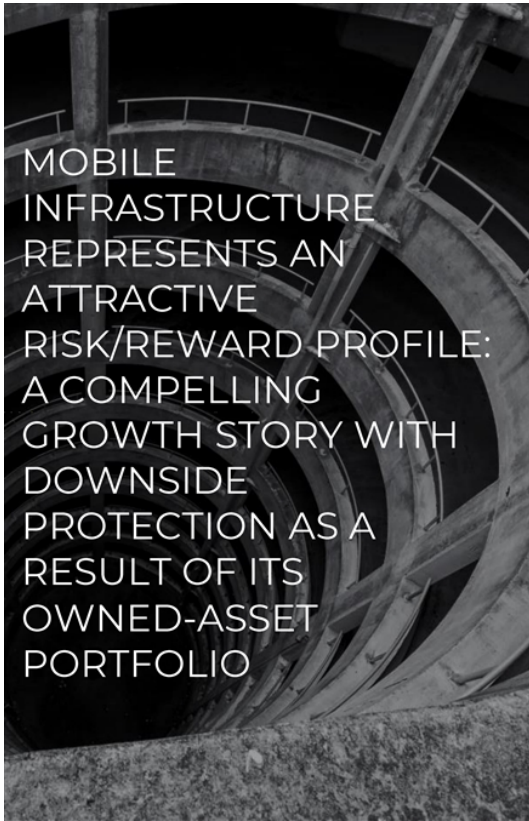 MOBILE
INFRASTRUCTURE
REPRESENTS AN
ATTRACTIVE
RISK/REWARD PROFILE:
A COMPELLING
GROWTH STORY WITH
DOWNSIDE
PROTECTION AS A
RESULT OF ITS
OWNED-ASSET
PORTFOLIO